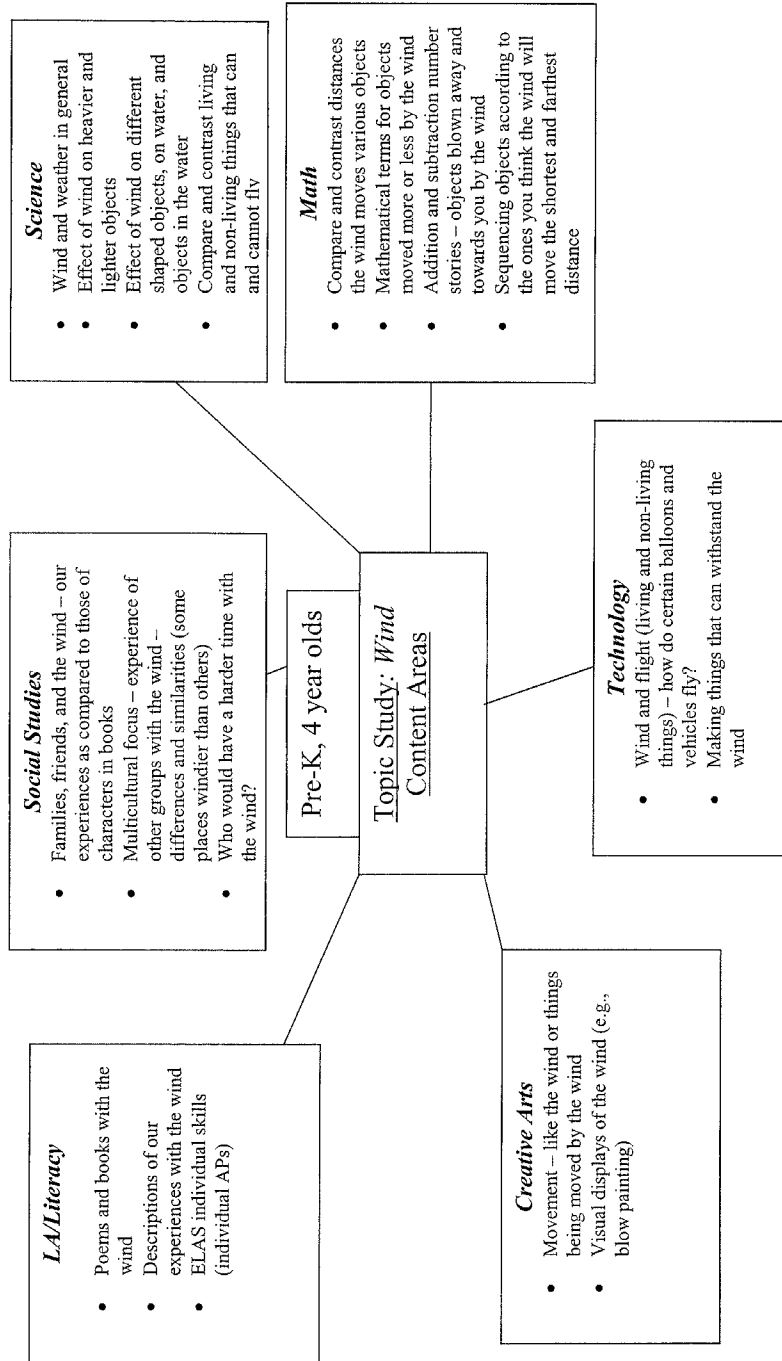 LA/Literacy
• Poems and books with the
wind
• Descriptions of our
experiences with the wind
• ELAS individual skills
(individual APs)
Social Studies
• Families, friends, and the wind – our
experiences as compared to those of
characters in books
• Multicultural focus – experience of
other groups with the wind –
differences and similarities (some
places windier than others)
• Who would have a harder time with
the wind?
Science
• Wind and weather in general
• Effect of wind on heavier and
lighter objects
• Effect of wind on different
shaped objects, on water, and
objects in the water
• Compare and contrast living
and non-living things that can
and cannot fly
Pre-K, 4 year olds
Topic Study: Wind
Content Areas
Math
• Compare and contrast distances
the wind moves various objects
• Mathematical terms for objects
moved more or less by the wind
• Addition and subtraction number
stories – objects blown away and
towards you by the wind
• Sequencing objects according to
the ones you think the wind will
move the shortest and farthest
distance
Creative Arts
• Movement – like the wind or things
being moved by the wind
• Visual displays of the wind (e.g.,
blow painting)
Technology
• Wind and flight (living and non-living
things) – how do certain balloons and
vehicles fly?
• Making things that can withstand the
wind